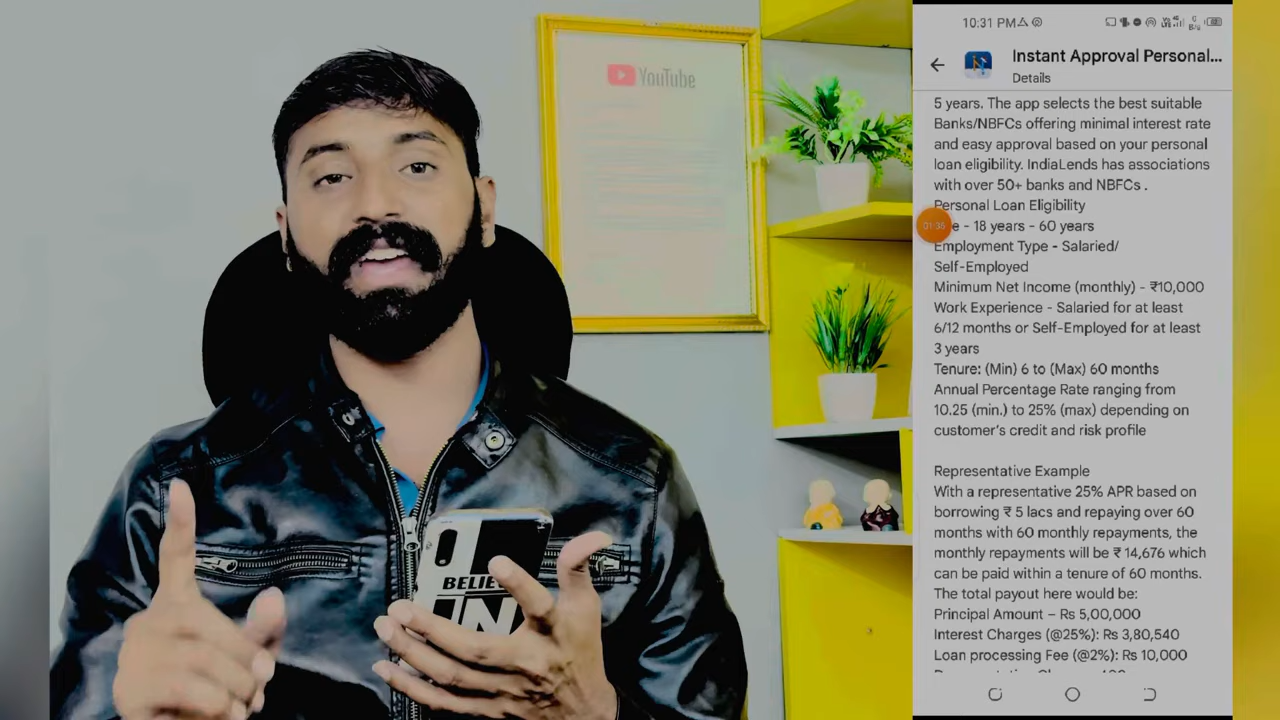 YouTube
BELIE
IN
10:31 PM
Instant Approval Personal...
Details
5 years. The app selects the best suitable
Banks/NBFCs offering minimal interest rate
and easy approval based on your personal
loan eligibility. IndiaLends has associations
with over 50+ banks and NBFCs .
Personal Loan Eligibility
01:36
e - 18 years - 60 years
Employment Type - Salaried/
Self-Employed
Minimum Net Income (monthly) - ₹10,000
Work Experience - Salaried for at least
6/12 months or Self-Employed for at least
3 years
Tenure: (Min) 6 to (Max) 60 months
Annual Percentage Rate ranging from
10.25 (min.) to 25% (max) depending on
customer's credit and risk profile
Representative Example
With a representative 25% APR based on
borrowing ₹ 5 lacs and repaying over 60
months with 60 monthly repayments, the
monthly repayments will be ₹ 14,676 which
can be paid within a tenure of 60 months.
The total payout here would be:
Principal Amount – Rs 5,00,000
Interest Charges (@25%): Rs 3,80,540
Loan processing Fee (@2%): Rs 10,000